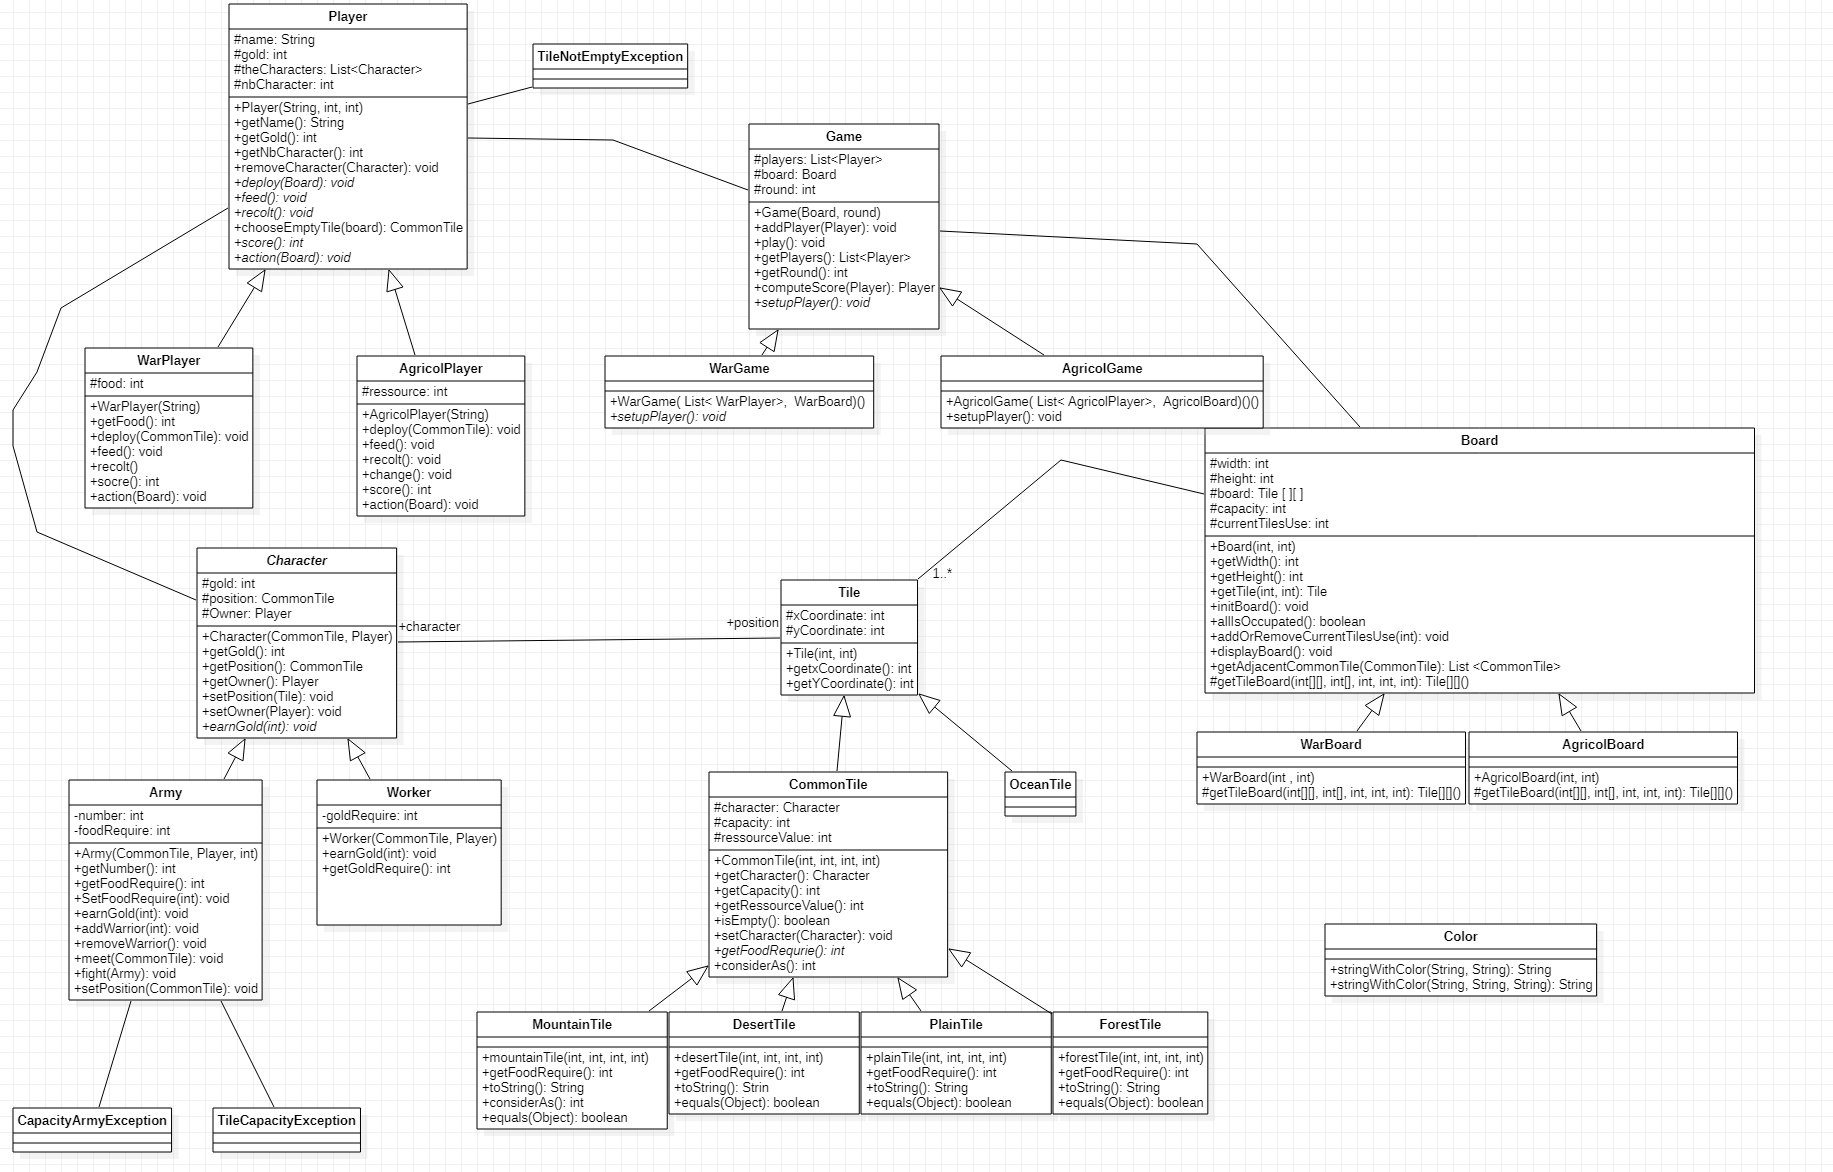 Player
#name: String
#gold: int
#theCharacters: List<Character>
#nbCharacter: int
+Player(String, int, int)
+getName(): String
+getGold(): int
+getNbCharacter(): int
+removeCharacter(Character): void
+deploy(Board): void
+feed(): void
+recolt(): void
+chooseEmptyTile(board): CommonTile
+score(): int
+action(Board): void
TileNotEmptyException
Game
#players: List<Player>
#board: Board
#round: int
+Game(Board, round)
+addPlayer(Player): void
+play(): void
+getPlayers(): List<Player>
+getRound(): int
+computeScore(Player): Player
+setupPlayer(): void
WarPlayer
#food: int
+WarPlayer(String)
+getFood(): int
+deploy(CommonTile): void
+feed(): void
+recolt()
+socre(): int
+action(Board): void
AgricolPlayer
#ressource: int
+AgricolPlayer(String)
+deploy(CommonTile): void
+feed(): void
+recolt(): void
+change(): void
+score(): int
+action(Board): void
WarGame
+WarGame( List< WarPlayer>,  WarBoard)()
+setupPlayer(): void
AgricolGame
+AgricolGame( List< AgricolPlayer>,  AgricolBoard)()()
+setupPlayer(): void
Board
#width: int
#height: int
#board: Tile [ ][ ]
#capacity: int
#currentTilesUse: int
+Board(int, int)
+getWidth(): int
+getHeight(): int
+getTile(int, int): Tile
+initBoard(): void
+allIsOccupated(): boolean
+addOrRemoveCurrentTilesUse(int): void
+displayBoard(): void
+getAdjacentCommonTile(CommonTile): List <CommonTile>
#getTileBoard(int[][], int[], int, int, int): Tile[][]()
Character
#gold: int
#position: CommonTile
#Owner: Player
+Character(CommonTile, Player)
+getGold(): int
+getPosition(): CommonTile
+getOwner(): Player
+setPosition(Tile): void
+setOwner(Player): void
+earnGold(int): void
+character
+position
1..*
Tile
#xCoordinate: int
#yCoordinate: int
+Tile(int, int)
+getxCoordinate(): int
+getYCoordinate(): int
WarBoard
+WarBoard(int , int)
#getTileBoard(int[][], int[], int, int, int): Tile[][]()
AgricolBoard
+AgricolBoard(int, int)
#getTileBoard(int[][], int[], int, int, int): Tile[][]()
Army
-number: int
-foodRequire: int
+Army(CommonTile, Player, int)
+getNumber(): int
+getFoodRequire(): int
+SetFoodRequire(int): void
+earnGold(int): void
+addWarrior(int): void
+removeWarrior(): void
+meet(CommonTile): void
+fight(Army): void
+setPosition(CommonTile): void
Worker
-goldRequire: int
+Worker(CommonTile, Player)
+earnGold(int): void
+getGoldRequire(): int
CommonTile
#character: Character
#capacity: int
#ressourceValue: int
+CommonTile(int, int, int, int)
+getCharacter(): Character
+getCapacity(): int
+getRessourceValue(): int
+isEmpty(): boolean
+setCharacter(Character): void
+getFoodRequrie(): int
+considerAs(): int
OceanTile
Color
+stringWithColor(String, String): String
+stringWithColor(String, String, String): String
MountainTile
+mountainTile(int, int, int, int)
+getFoodRequire(): int
+toString(): String
+considerAs(): int
+equals(Object): boolean
DesertTile
+desertTile(int, int, int, int)
+getFoodRequire(): int
+toString(): Strin
+equals(Object): boolean
PlainTile
+plainTile(int, int, int, int)
+getFoodRequire(): int
+toString(): String
+equals(Object): boolean
ForestTile
+forestTile(int, int, int, int)
+getFoodRequire(): int
+toString(): String
+equals(Object): boolean
CapacityArmyException
TileCapacityException